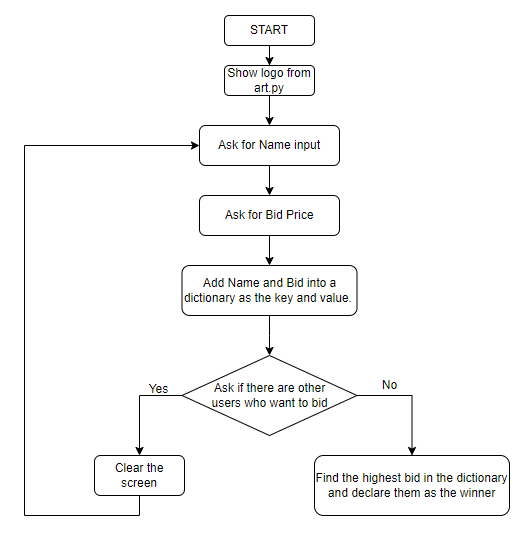 START
Show logo from
art.py
Ask for Name input
Ask for Bid Price
Add Name and Bid into a
dictionary as the key and value.
Ask if there are other
users who want to bid
Yes
No
Clear the
screen
Find the highest bid in the dictionary
and declare them as the winner